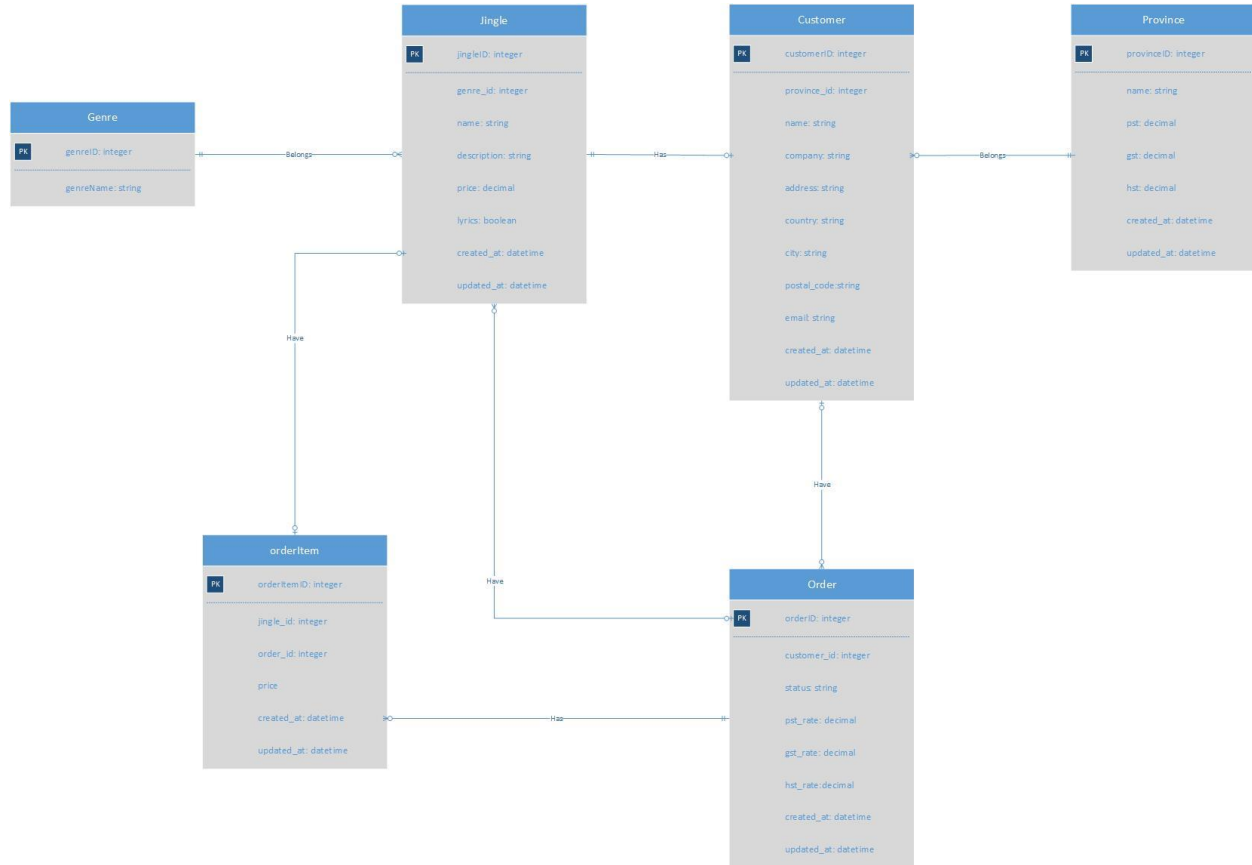 Jingle
PK jingleID: integer
genre_id: integer
name: string
description: string
price: decimal
lyrics: boolean
created_at: datetime
updated_at: datetime
Customer
PK customerID: integer
province_id: integer
name: string
company: string
address: string
country: string
city: string
postal_code:string
email: string
created_at: datetime
updated_at: datetime
Province
PK provinceID: integer
name: string
pst: decimal
gst: decimal
hst: decimal
created_at: datetime
updated_at: datetime
Genre
PK genreID: integer
genreName: string
Belongs
Has
Belongs
Have
Have
Have
orderItem
PK orderItemID: integer
jingle_id: integer
order_id: integer
price
created_at: datetime
updated_at: datetime
Has
Order
PK orderID: integer
customer_id: integer
status: string
pst_rate: decimal
gst_rate: decimal
hst_rate:decimal
created_at: datetime
updated_at: datetime